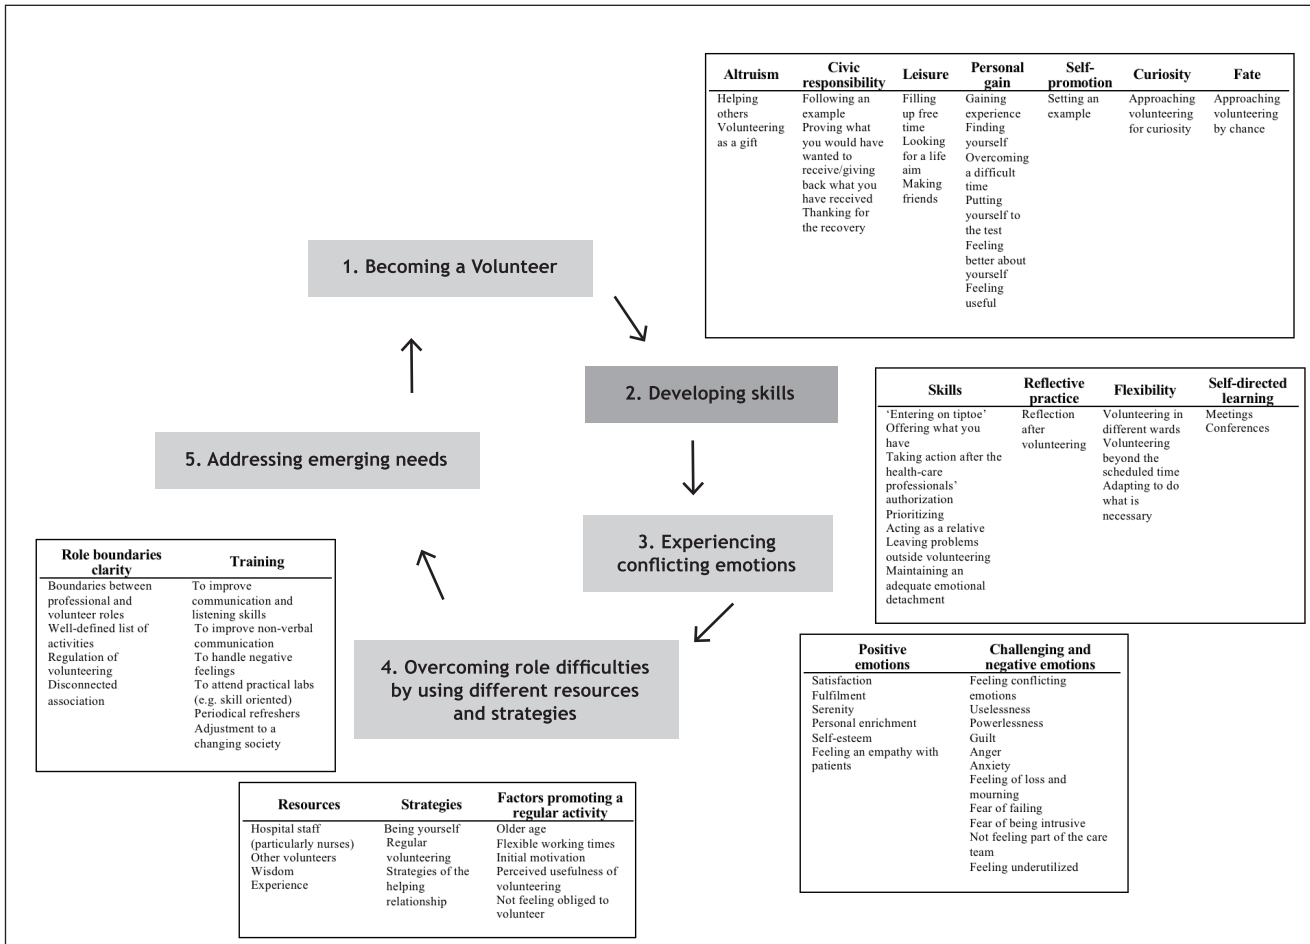 Altruism
Helping
others
Volunteering
as a gift
Civic
responsibility
Following an
example
Proving what
you would have
wanted to
receive/giving
back what you
have received
Thanking for
the recovery
Leisure
Filling
up free
time
Looking
for a life
aim
Making
friends
Personal
gain
Gaining
experience
Finding
yourself
Overcoming
a difficult
time
Putting
yourself to
the test
Feeling
better about
yourself
Feeling
useful
Self-
promotion
Setting an
example
Curiosity
Approaching
volunteering
for curiosity
Fate
Approaching
volunteering
by chance
1. Becoming a Volunteer
2. Developing skills
Skills
‘Entering on tiptoe’
Offering what you
have
Taking action after the
health-care
professionals’
authorization
Prioritizing
Acting as a relative
Leaving problems
outside volunteering
Maintaining an
adequate emotional
detachment
Reflective
practice
Reflection
after
volunteering
Flexibility
Volunteering in
different wards
Volunteering
beyond the
scheduled time
Adapting to do
what is
necessary
Self-directed
learning
Meetings
Conferences
3. Experiencing
conflicting emotions
Positive
emotions
Satisfaction
Fulfilment
Serenity
Personal enrichment
Self-esteem
Feeling an empathy with
patients
Challenging and
negative emotions
Feeling conflicting
emotions
Uselessness
Powerlessness
Guilt
Anger
Anxiety
Feeling of loss and
mourning
Fear of failing
Fear of being intrusive
Not feeling part of the care
team
Feeling underutilized
4. Overcoming role difficulties
by using different resources
and strategies
Resources
Hospital staff
(particularly nurses)
Other volunteers
Wisdom
Experience
Strategies
Being yourself
Regular
volunteering
Strategies of the
helping
relationship
Factors promoting a
regular activity
Older age
Flexible working times
Initial motivation
Perceived usefulness of
volunteering
Not feeling obliged to
volunteer
5. Addressing emerging needs
Role boundaries
clarity
Boundaries between
professional and
volunteer roles
Well-defined list of
activities
Regulation of
volunteering
Disconnected
association
Training
To improve
communication and
listening skills
To improve non-verbal
communication
To handle negative
feelings
To attend practical labs
(e.g. skill oriented)
Periodical refreshers
Adjustment to a
changing society